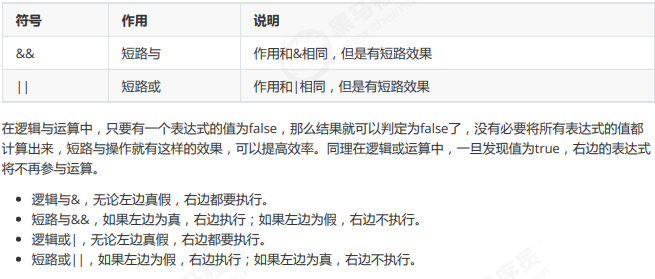 符号 作用 说明
&& 短路与 作用和&相同，但是有短路效果
|| 短路或 作用和|相同，但是有短路效果
在逻辑与运算中，只要有一个表达式的值为false，那么结果就可以判定为false了，没有必要将所有表达式的值都
计算出来，短路与操作就有这样的效果，可以提高效率。同理在逻辑或运算中，一旦发现值为true，右边的表达式
将不再参与运算。
• 逻辑与&，无论左边真假，右边都要执行。
• 短路与&&，如果左边为真，右边执行；如果左边为假，右边不执行。
• 逻辑或|，无论左边真假，右边都要执行。
• 短路或||，如果左边为假，右边执行；如果左边为真，右边不执行。